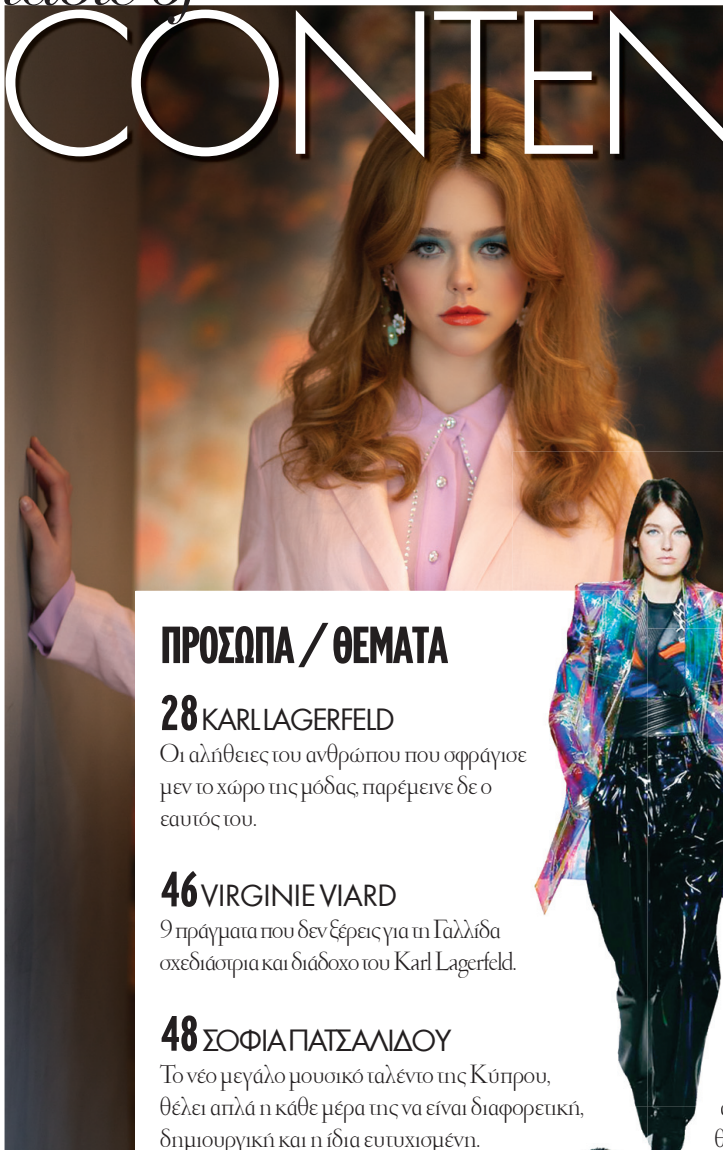 table of
CONTEN
ΠΡΟΣΩΠΑ / ΘΕΜΑΤΑ
28 KARL LAGERFELD
Οι αλήθειες του ανθρώπου που σφράγισε
μεν το χώρο της μόδας, παρέμεινε δε ο
εαυτός του.
46 VIRGINIE VIARD
9 πράγματα που δεν ξέρεις για τη Γαλλίδα
σχεδιάστρια και διάδοχο του Karl Lagerfeld.
48 ΣΟΦΙΑ ΠΑΤΣΑΛΙΔΟΥ
Το νέο μεγάλο μουσικό ταλέντο της Κύπρου,
θέλει απλά η κάθε μέρα της να είναι διαφορετική,
δημιουργική και η ίδια ευτυχισμένη.